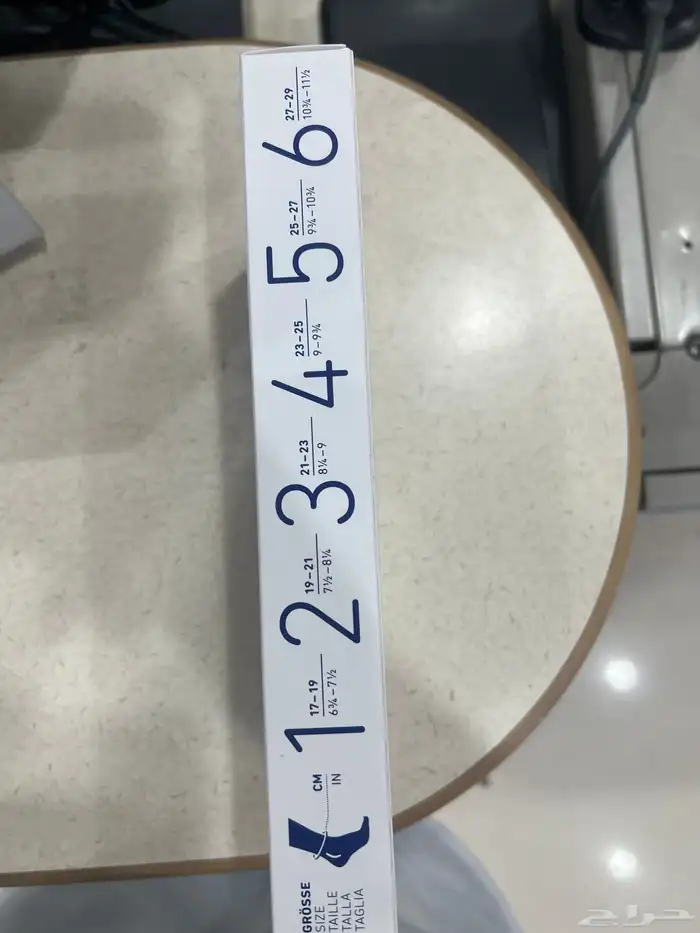 GRÖSSE
SIZE
TAILLE
TALLA
TAGLIA
CM
IN
1
17–19
6¾–7½
2
19–21
7½–8¼
3
21–23
8¼–9
4
23–25
9–9¾
5
25–27
9¾–10¾
6
27–29
10¾–11½
حراج